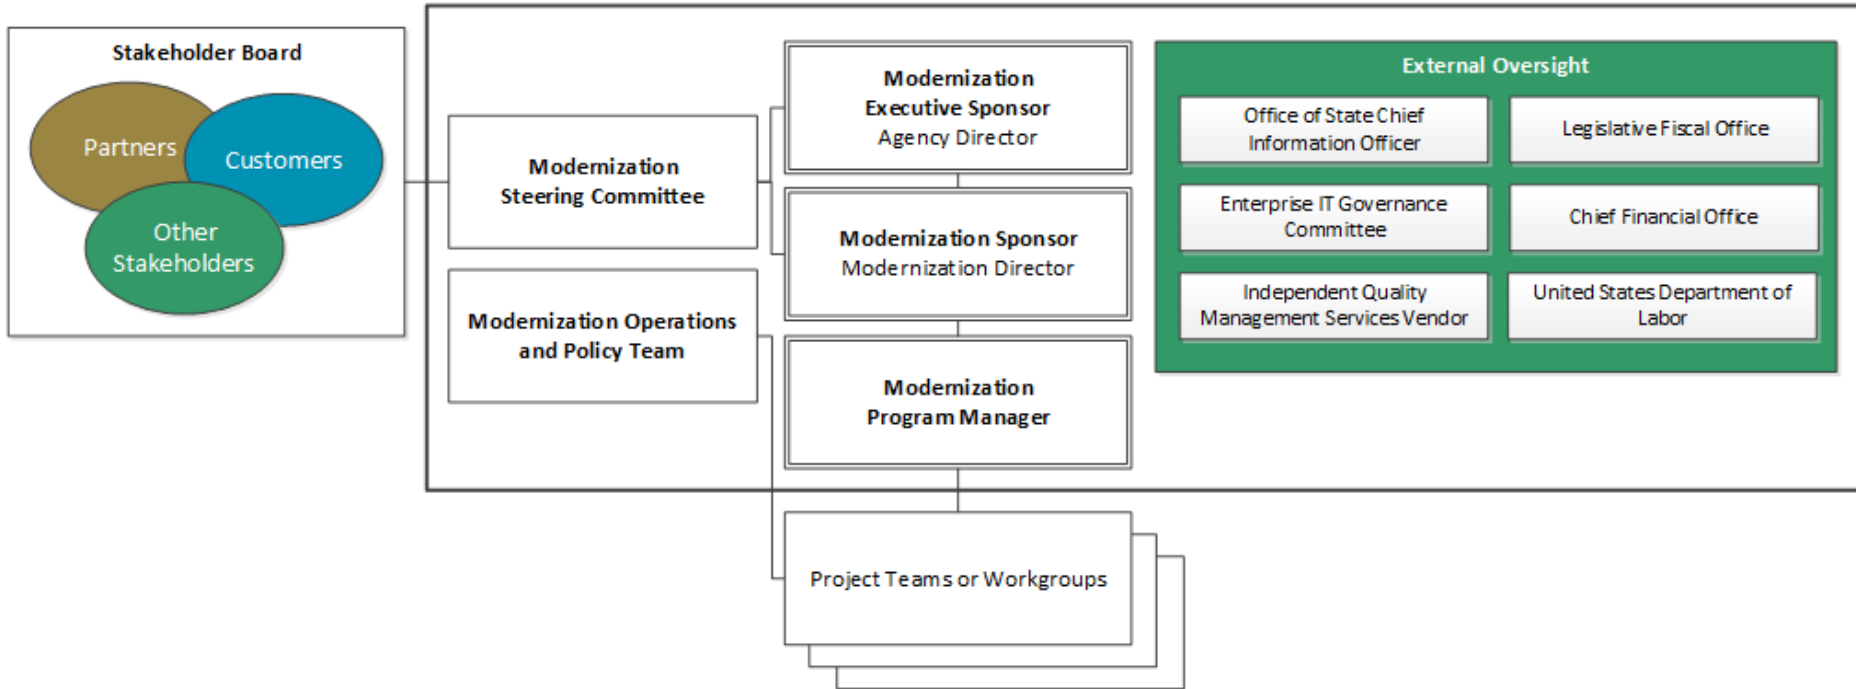 Stakeholder Board
Partners
Customers
Other
Stakeholders
Modernization
Steering Committee
Modernization Operations
and Policy Team
Modernization
Executive Sponsor
Agency Director
Modernization Sponsor
Modernization Director
Modernization
Program Manager
Project Teams or Workgroups
External Oversight
Office of State Chief
Information Officer
Legislative Fiscal Office
Enterprise IT Governance
Committee
Chief Financial Office
Independent Quality
Management Services Vendor
United States Department of
Labor